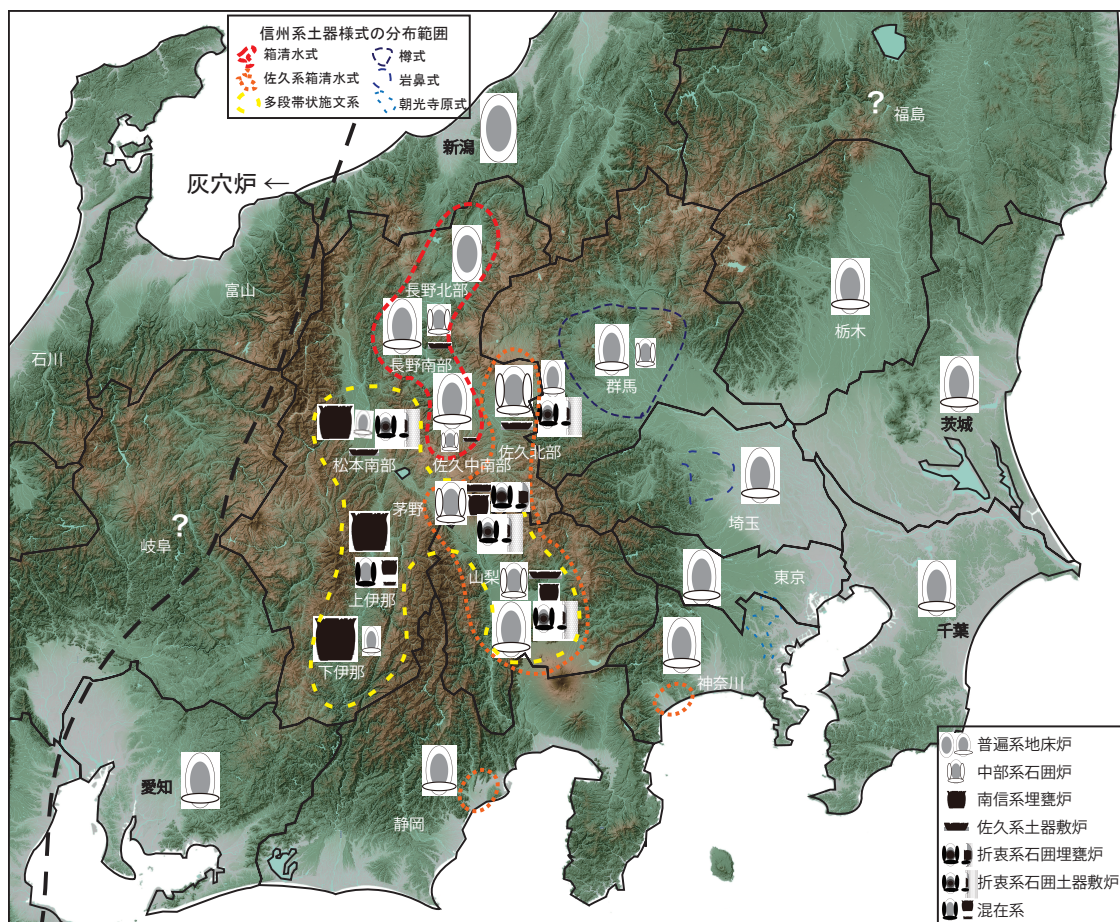 信州系土器様式の分布範囲
箱清水式
佐久系箱清水式
多段帯状施文系
樽式
岩鼻式
朝光寺原式
?
福島
新潟
灰穴炉 ←
富山
長野北部
石川
長野南部
群馬
栃木
茨城
松本南部
佐久中南部
佐久北部
茅野
埼玉
?
岐阜
上伊那
山梨
東京
千葉
下伊那
神奈川
愛知
静岡
普遍系地床炉
中部系石囲炉
南信系埋甕炉
佐久系土器敷炉
折衷系石囲埋甕炉
折衷系石囲土器敷炉
混在系